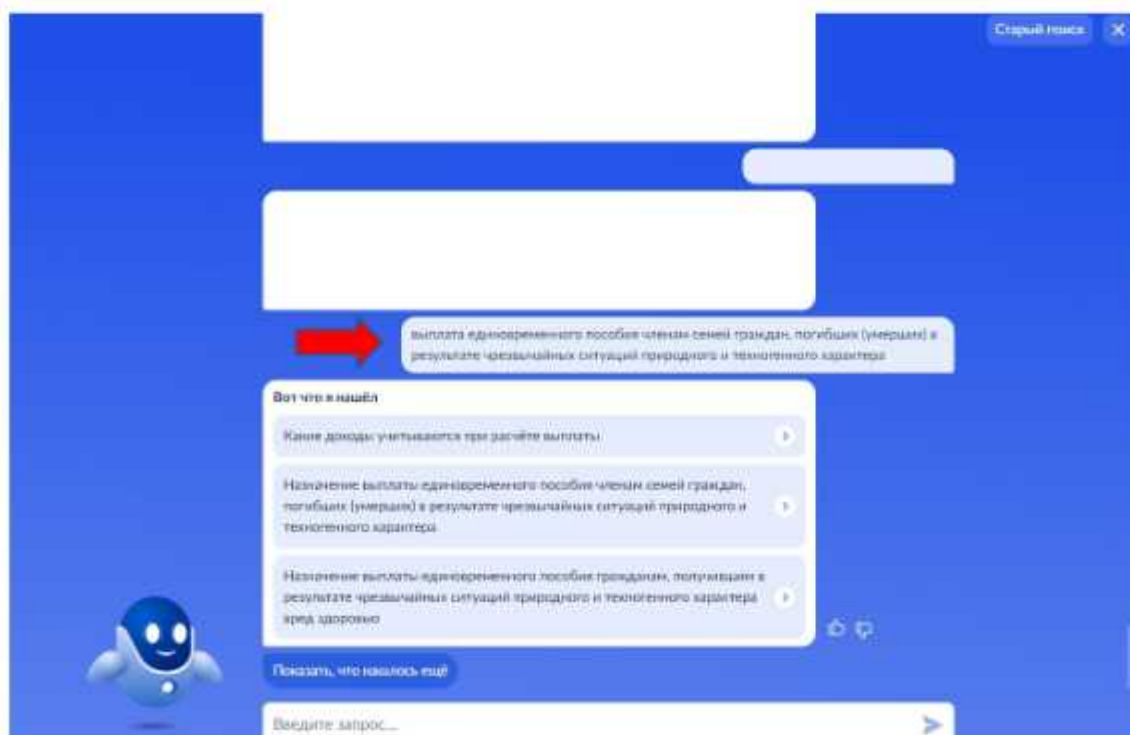 Старый поиск
выплата единовременного пособия членам семей граждан, погибших (умерших) в
результате чрезвычайных ситуаций природного и техногенного характера
Вот что я нашёл
Какие доходы учитываются при расчёте выплаты
Назначение выплаты единовременного пособия членам семей граждан,
погибших (умерших) в результате чрезвычайных ситуаций природного и
техногенного характера
Назначение выплаты единовременного пособия гражданам, получившим в
результате чрезвычайных ситуаций природного и техногенного характера
вред здоровью
Показать, что нашлось ещё
Введите запрос...